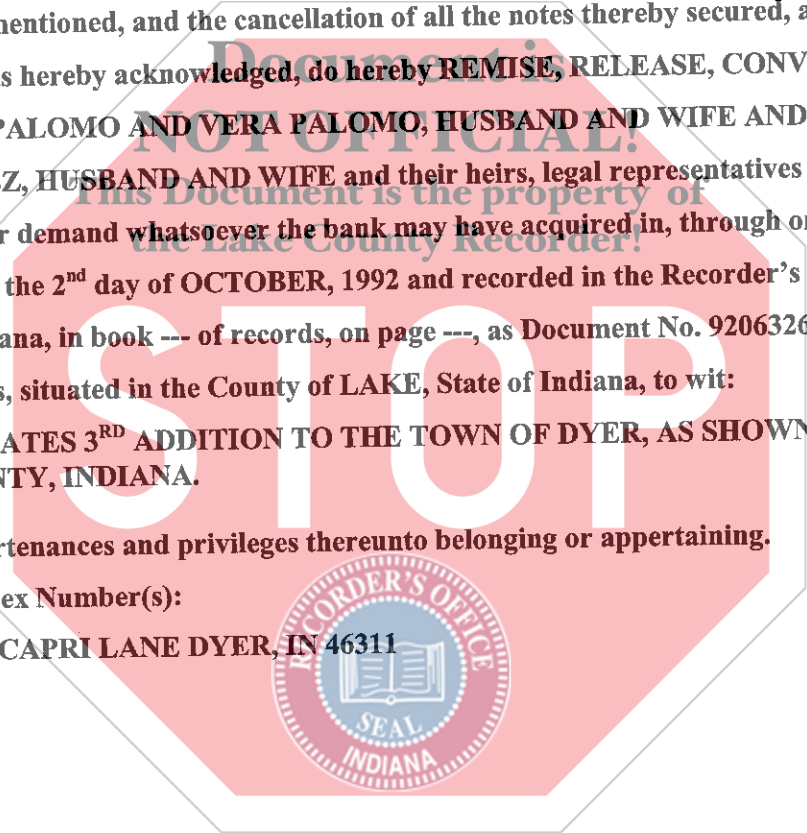 mentioned, and the cancellation of all the notes thereby secured, a
Document is
s hereby acknowledged, do hereby REMISE, RELEASE, CONV
NOT OFFICIAL!
PALOMO AND VERA PALOMO, HUSBAND AND WIFE AND
Z, HUSBAND AND WIFE and their heirs, legal representatives
This Document is the property of
r demand whatsoever the bank may have acquired in, through or
the Lake County Recorder!
the 2nd day of OCTOBER, 1992 and recorded in the Recorder's
ana, in book --- of records, on page ---, as Document No. 9206326
s, situated in the County of LAKE, State of Indiana, to wit:
STOP
ATES 3RD ADDITION TO THE TOWN OF DYER, AS SHOWN
NTY, INDIANA.
rtenances and privileges thereunto belonging or appertaining.
ex Number(s):
CAPRI LANE DYER, IN 46311
RECORDER'S OFFICE
SEAL
INDIANA